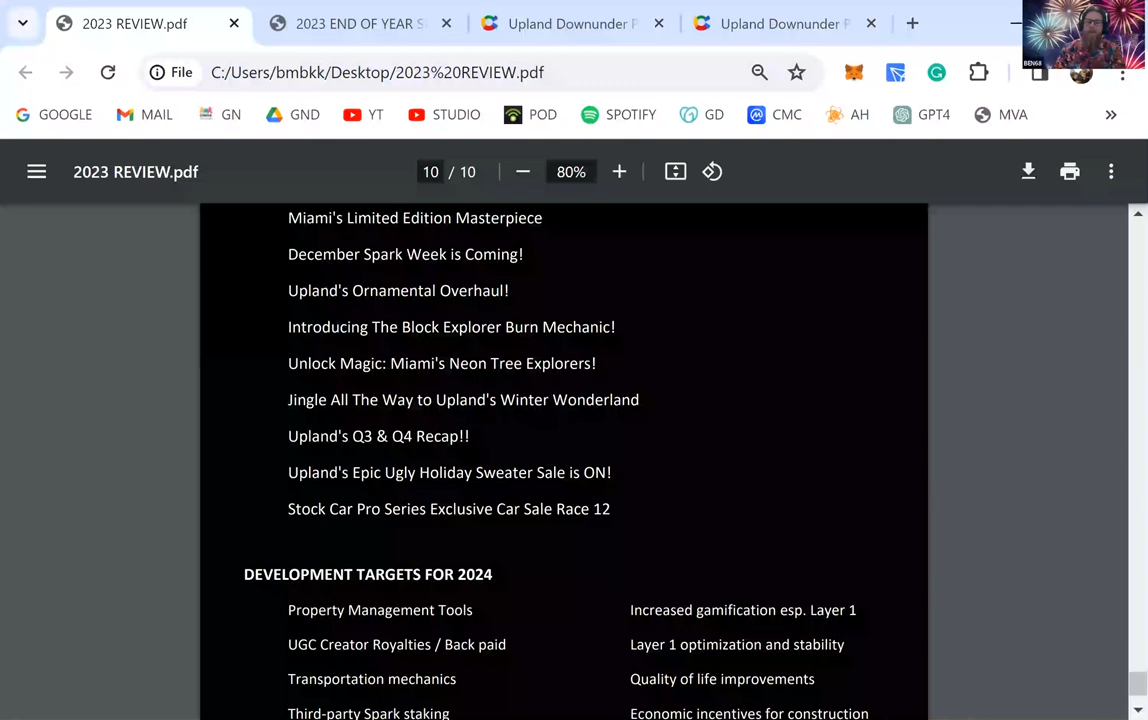 2023 REVIEW.pdf
2023 END OF YEAR S
Upland Downunder P
Upland Downunder P
File C:/Users/bmbkk/Desktop/2023%20REVIEW.pdf
BEN68
GOOGLE MAIL GN GND YT STUDIO POD SPOTIFY GD CMC AH GPT4 MVA »
2023 REVIEW.pdf 10 / 10 80%
Miami's Limited Edition Masterpiece
December Spark Week is Coming!
Upland's Ornamental Overhaul!
Introducing The Block Explorer Burn Mechanic!
Unlock Magic: Miami's Neon Tree Explorers!
Jingle All The Way to Upland's Winter Wonderland
Upland's Q3 & Q4 Recap!!
Upland's Epic Ugly Holiday Sweater Sale is ON!
Stock Car Pro Series Exclusive Car Sale Race 12
DEVELOPMENT TARGETS FOR 2024
Property Management Tools Increased gamification esp. Layer 1
UGC Creator Royalties / Back paid Layer 1 optimization and stability
Transportation mechanics Quality of life improvements
Third-party Spark staking Economic incentives for construction